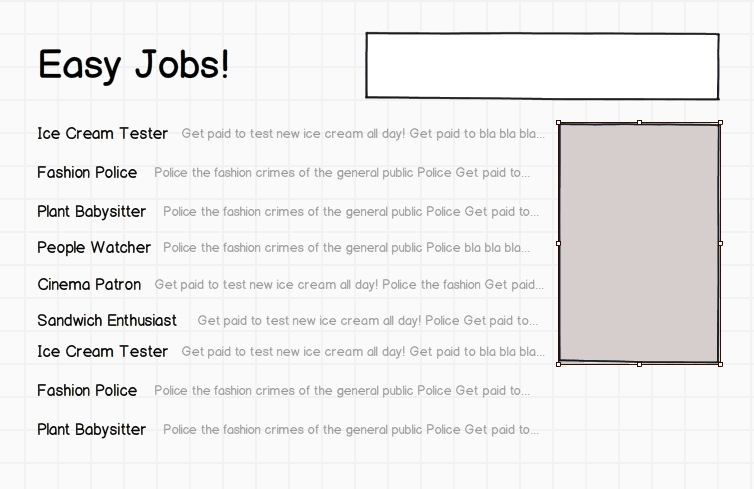 Easy Jobs!
Ice Cream Tester Get paid to test new ice cream all day! Get paid to bla bla bla...
Fashion Police Police the fashion crimes of the general public Police Get paid to...
Plant Babysitter Police the fashion crimes of the general public Police Get paid to...
People Watcher Police the fashion crimes of the general public Police bla bla bla...
Cinema Patron Get paid to test new ice cream all day! Police the fashion Get paid...
Sandwich Enthusiast Get paid to test new ice cream all day! Police Get paid to...
Ice Cream Tester Get paid to test new ice cream all day! Get paid to bla bla bla...
Fashion Police Police the fashion crimes of the general public Police Get paid to...
Plant Babysitter Police the fashion crimes of the general public Police Get paid to...